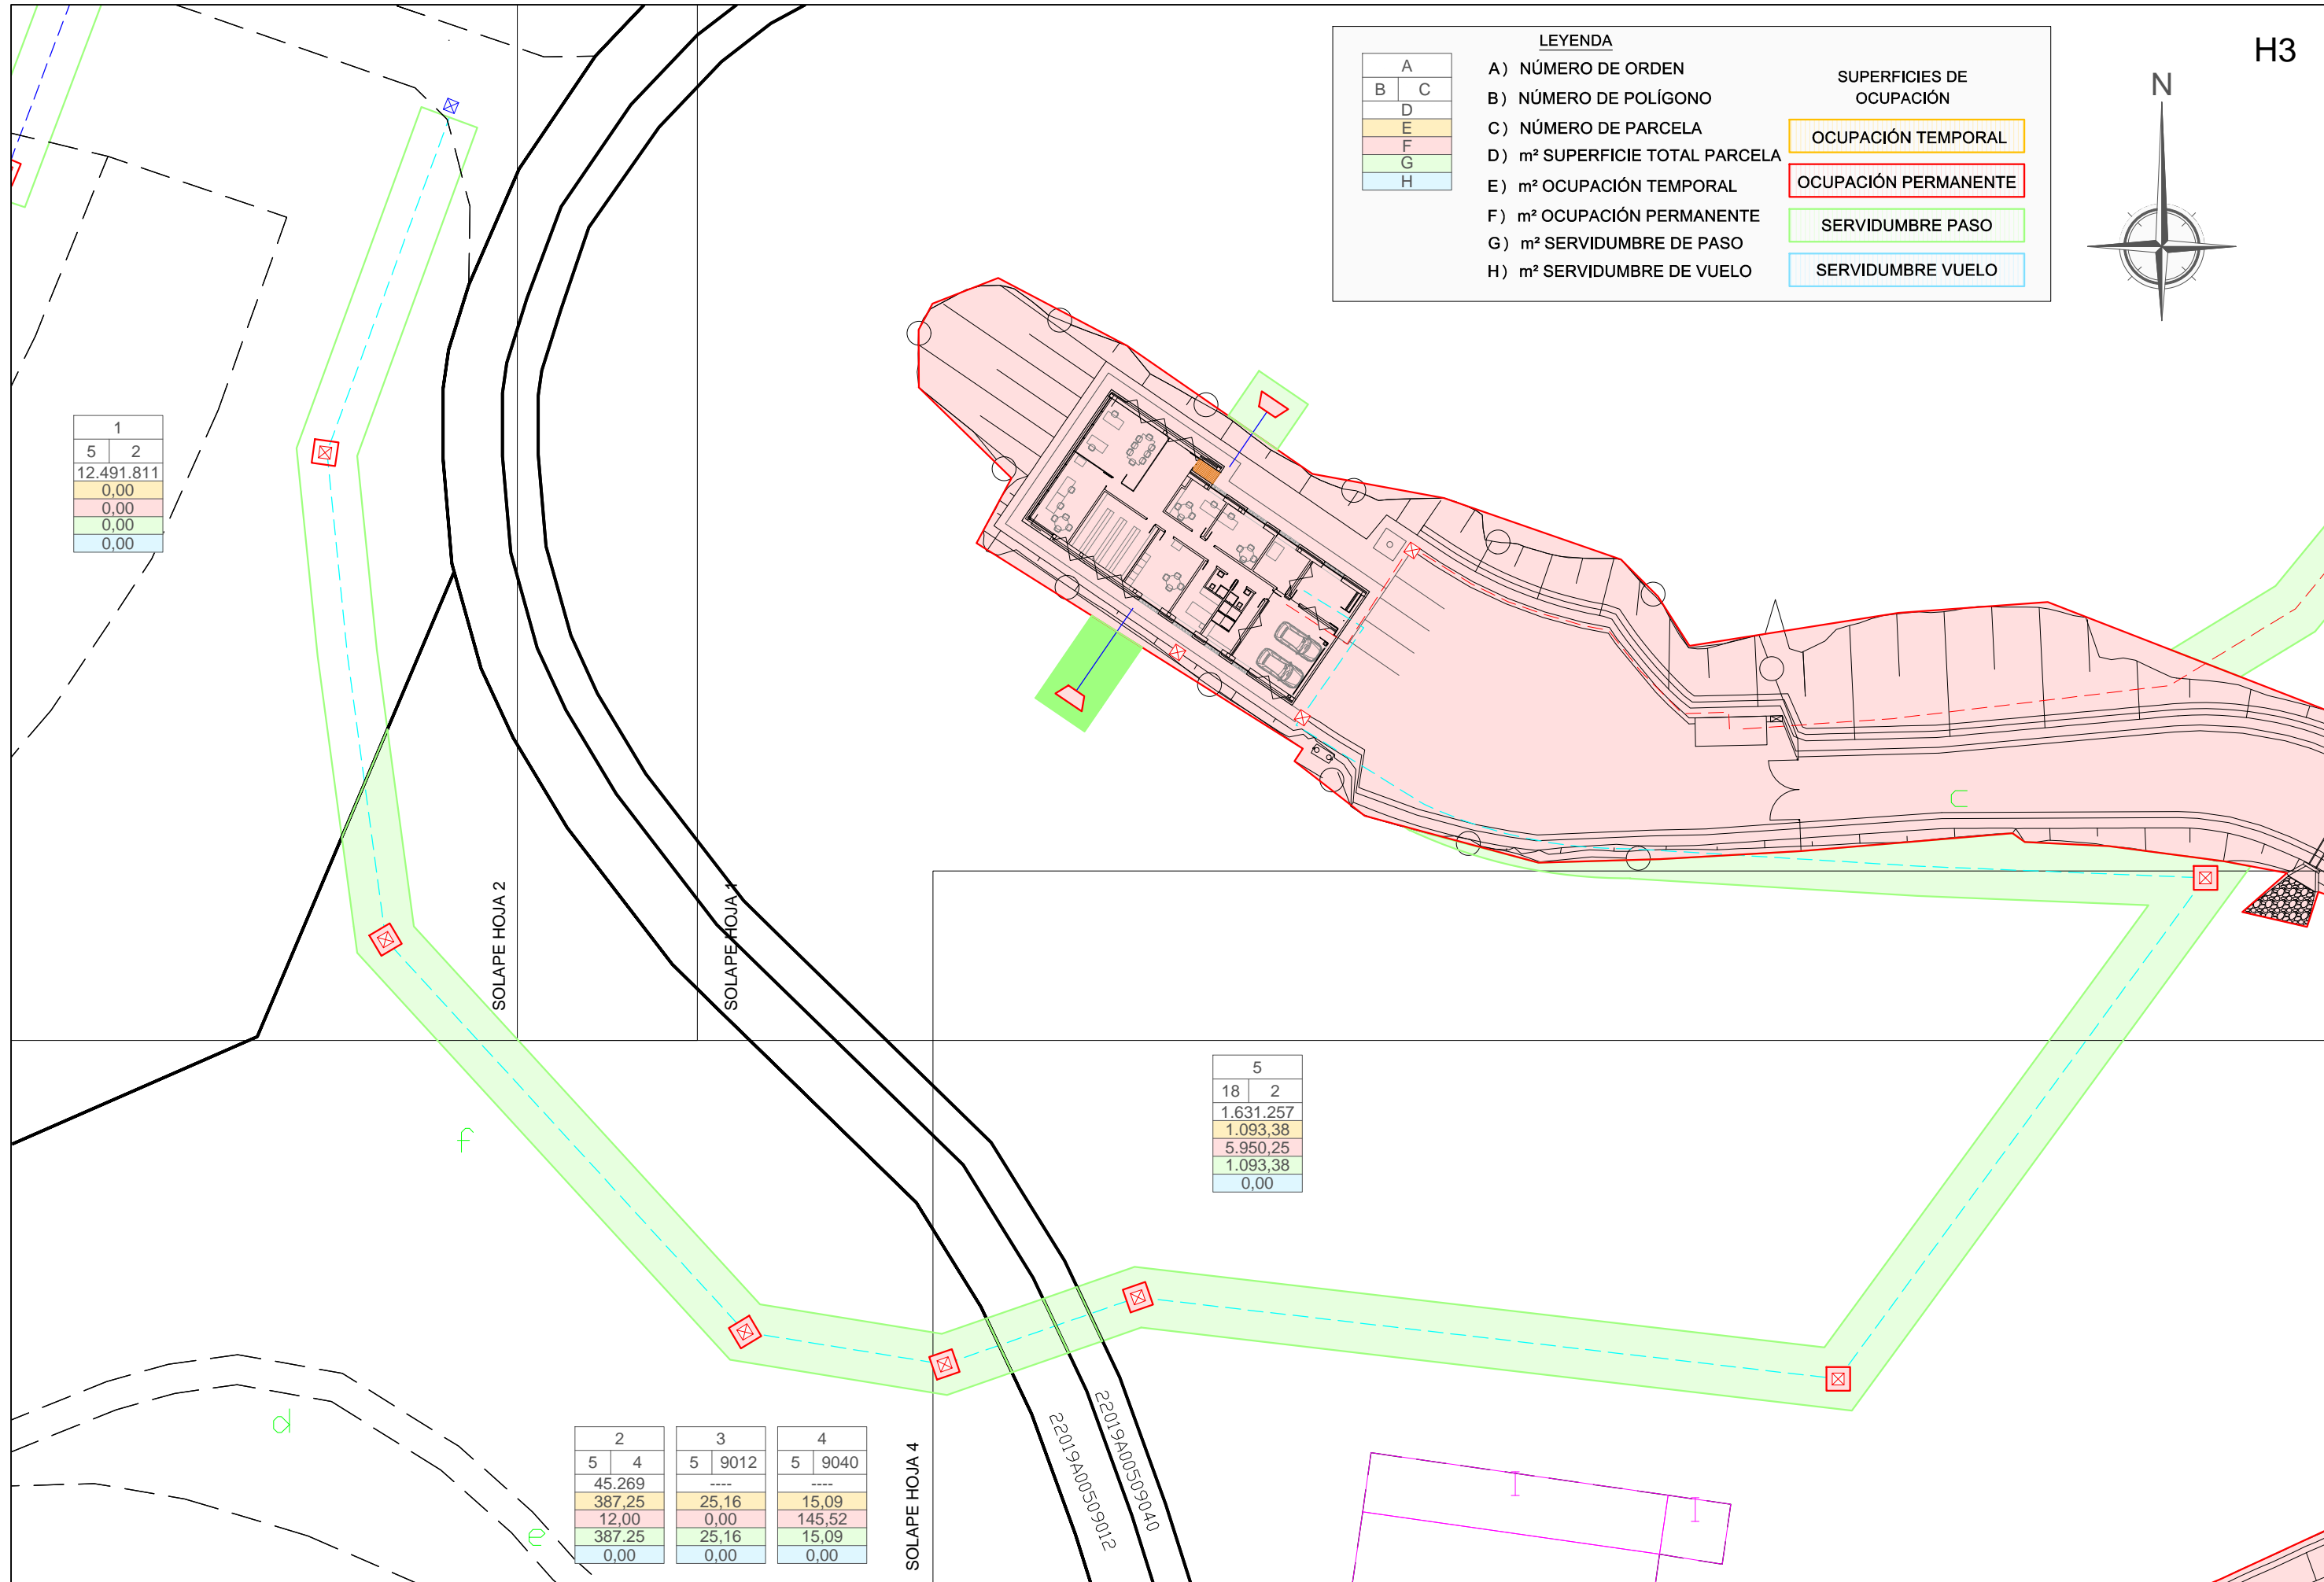 H3
LEYENDA
A
B C
D
E
F
G
H
A) NÚMERO DE ORDEN
B) NÚMERO DE POLÍGONO
C) NÚMERO DE PARCELA
D) m² SUPERFICIE TOTAL PARCELA
E) m² OCUPACIÓN TEMPORAL
F) m² OCUPACIÓN PERMANENTE
G) m² SERVIDUMBRE DE PASO
H) m² SERVIDUMBRE DE VUELO
SUPERFICIES DE
OCUPACIÓN
OCUPACIÓN TEMPORAL
OCUPACIÓN PERMANENTE
SERVIDUMBRE PASO
SERVIDUMBRE VUELO
N
1
5 2
12.491.811
0,00
0,00
0,00
0,00
c
SOLAPE HOJA 2
SOLAPE HOJA 1
f
5
18 2
1.631.257
1.093,38
5.950,25
1.093,38
0,00
d
e
2
5 4
45.269
387,25
12,00
387.25
0,00
3
5 9012
----
25,16
0,00
25,16
0,00
4
5 9040
----
15,09
145,52
15,09
0,00
SOLAPE HOJA 4
22019A00509012
22019A00509040
I
I